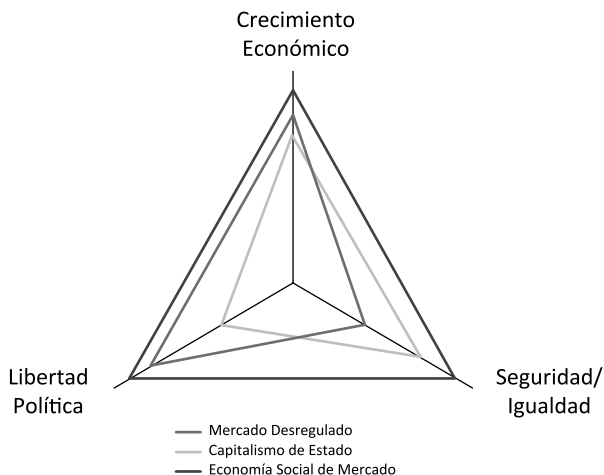 Crecimiento
Económico
Libertad
Política
Seguridad/
Igualdad
Mercado Desregulado
Capitalismo de Estado
Economía Social de Mercado